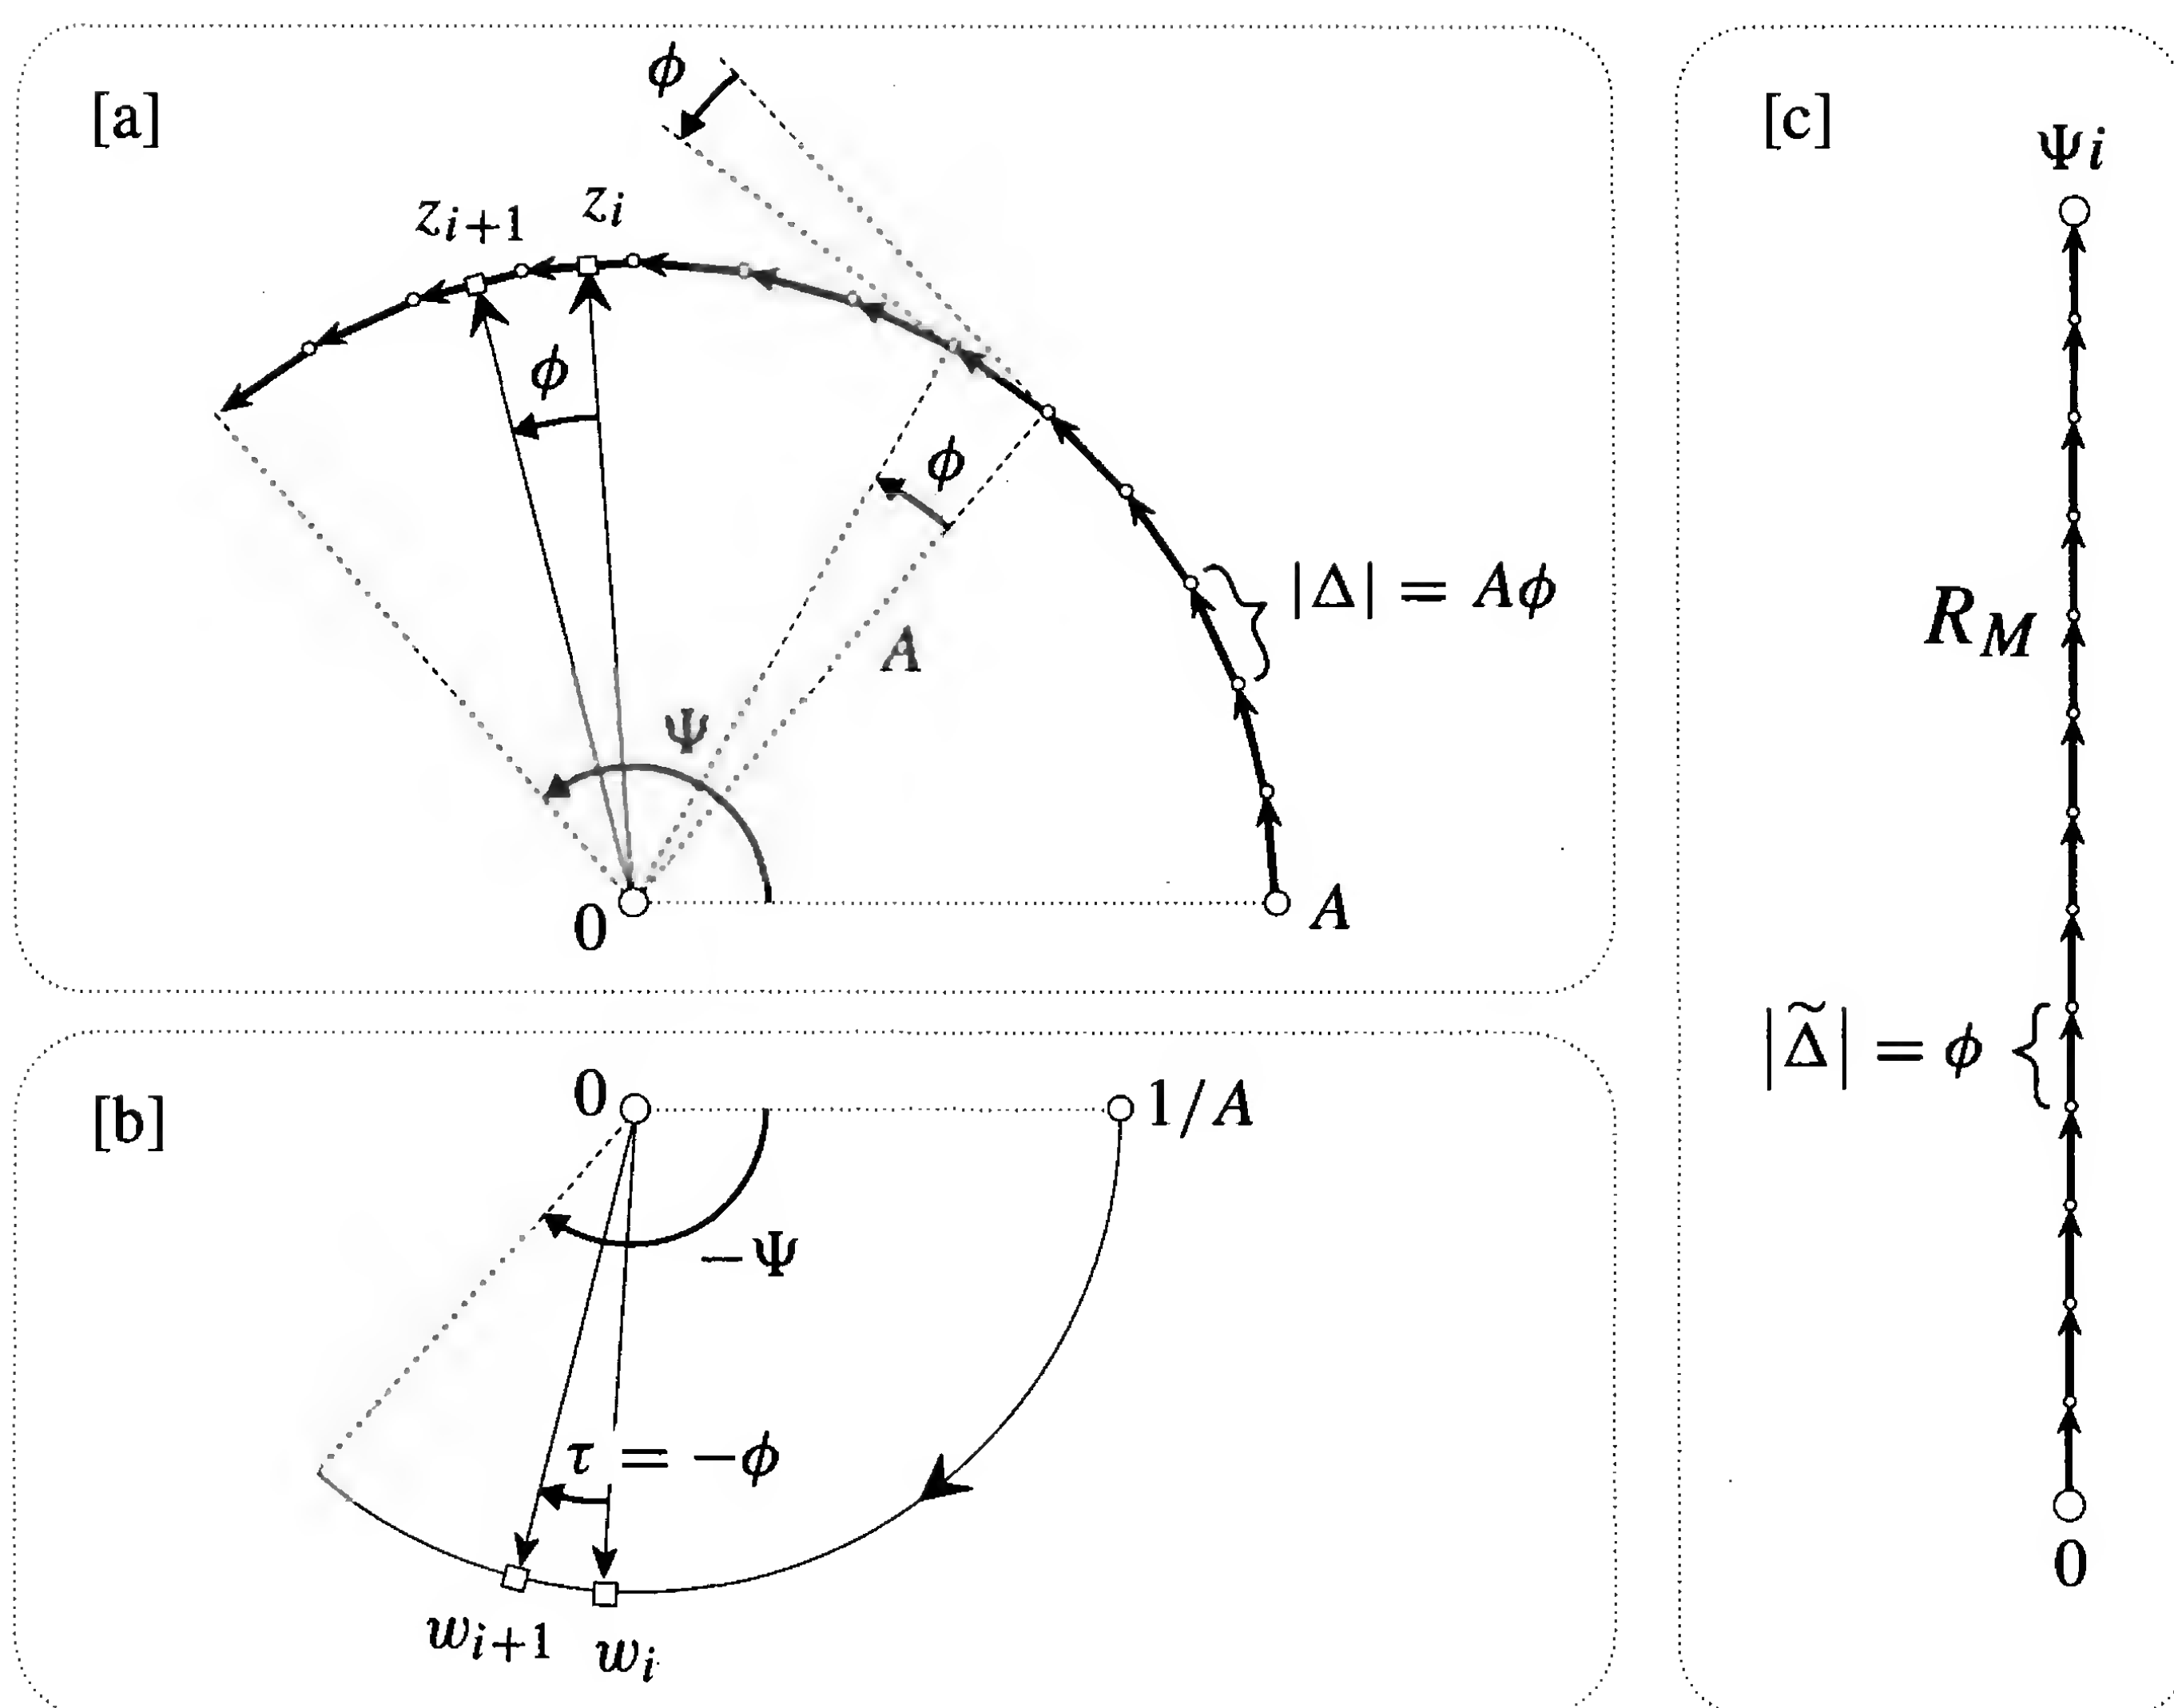 [a]
ϕ
z_{i+1}
z_i
ϕ
ϕ
|Δ| = Aϕ
A
Ψ
0
A
[b]
0
1/A
−Ψ
τ = −ϕ
w_{i+1}
w_i
[c]
Ψi
R_M
|Δ̃| = ϕ
0